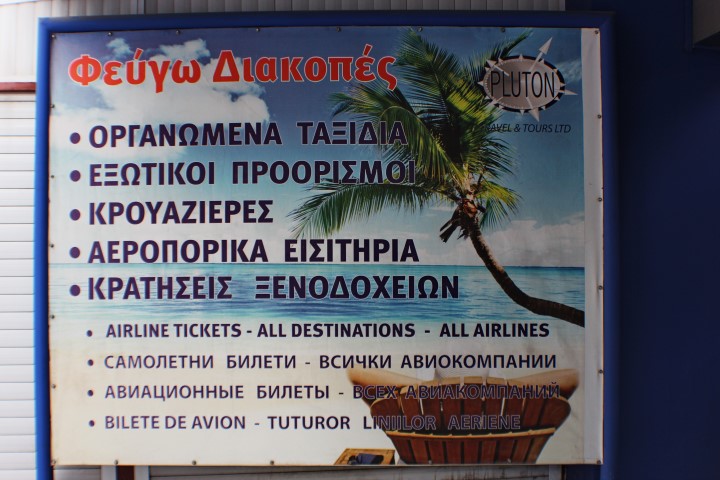 Φεύγω Διακοπές
PLUTON
AVEL & TOURS LTD
• ΟΡΓΑΝΩΜΕΝΑ ΤΑΞΙΔΙΑ
• ΕΞΩΤΙΚΟΙ ΠΡΟΟΡΙΣΜΟΙ
• ΚΡΟΥΑΖΙΕΡΕΣ
• ΑΕΡΟΠΟΡΙΚΑ ΕΙΣΙΤΗΡΙΑ
• ΚΡΑΤΗΣΕΙΣ ΞΕΝΟΔΟΧΕΙΩΝ
• AIRLINE TICKETS - ALL DESTINATIONS - ALL AIRLINES
• САМОЛЕТНИ БИЛЕТИ - ВСИЧКИ АВИОКОМПАНИИ
• АВИАЦИОННЫЕ БИЛЕТЫ - ВСЕХ АВИАКОМПАНИЙ
• BILETE DE AVION - TUTUROR LINIILOR AERIENE